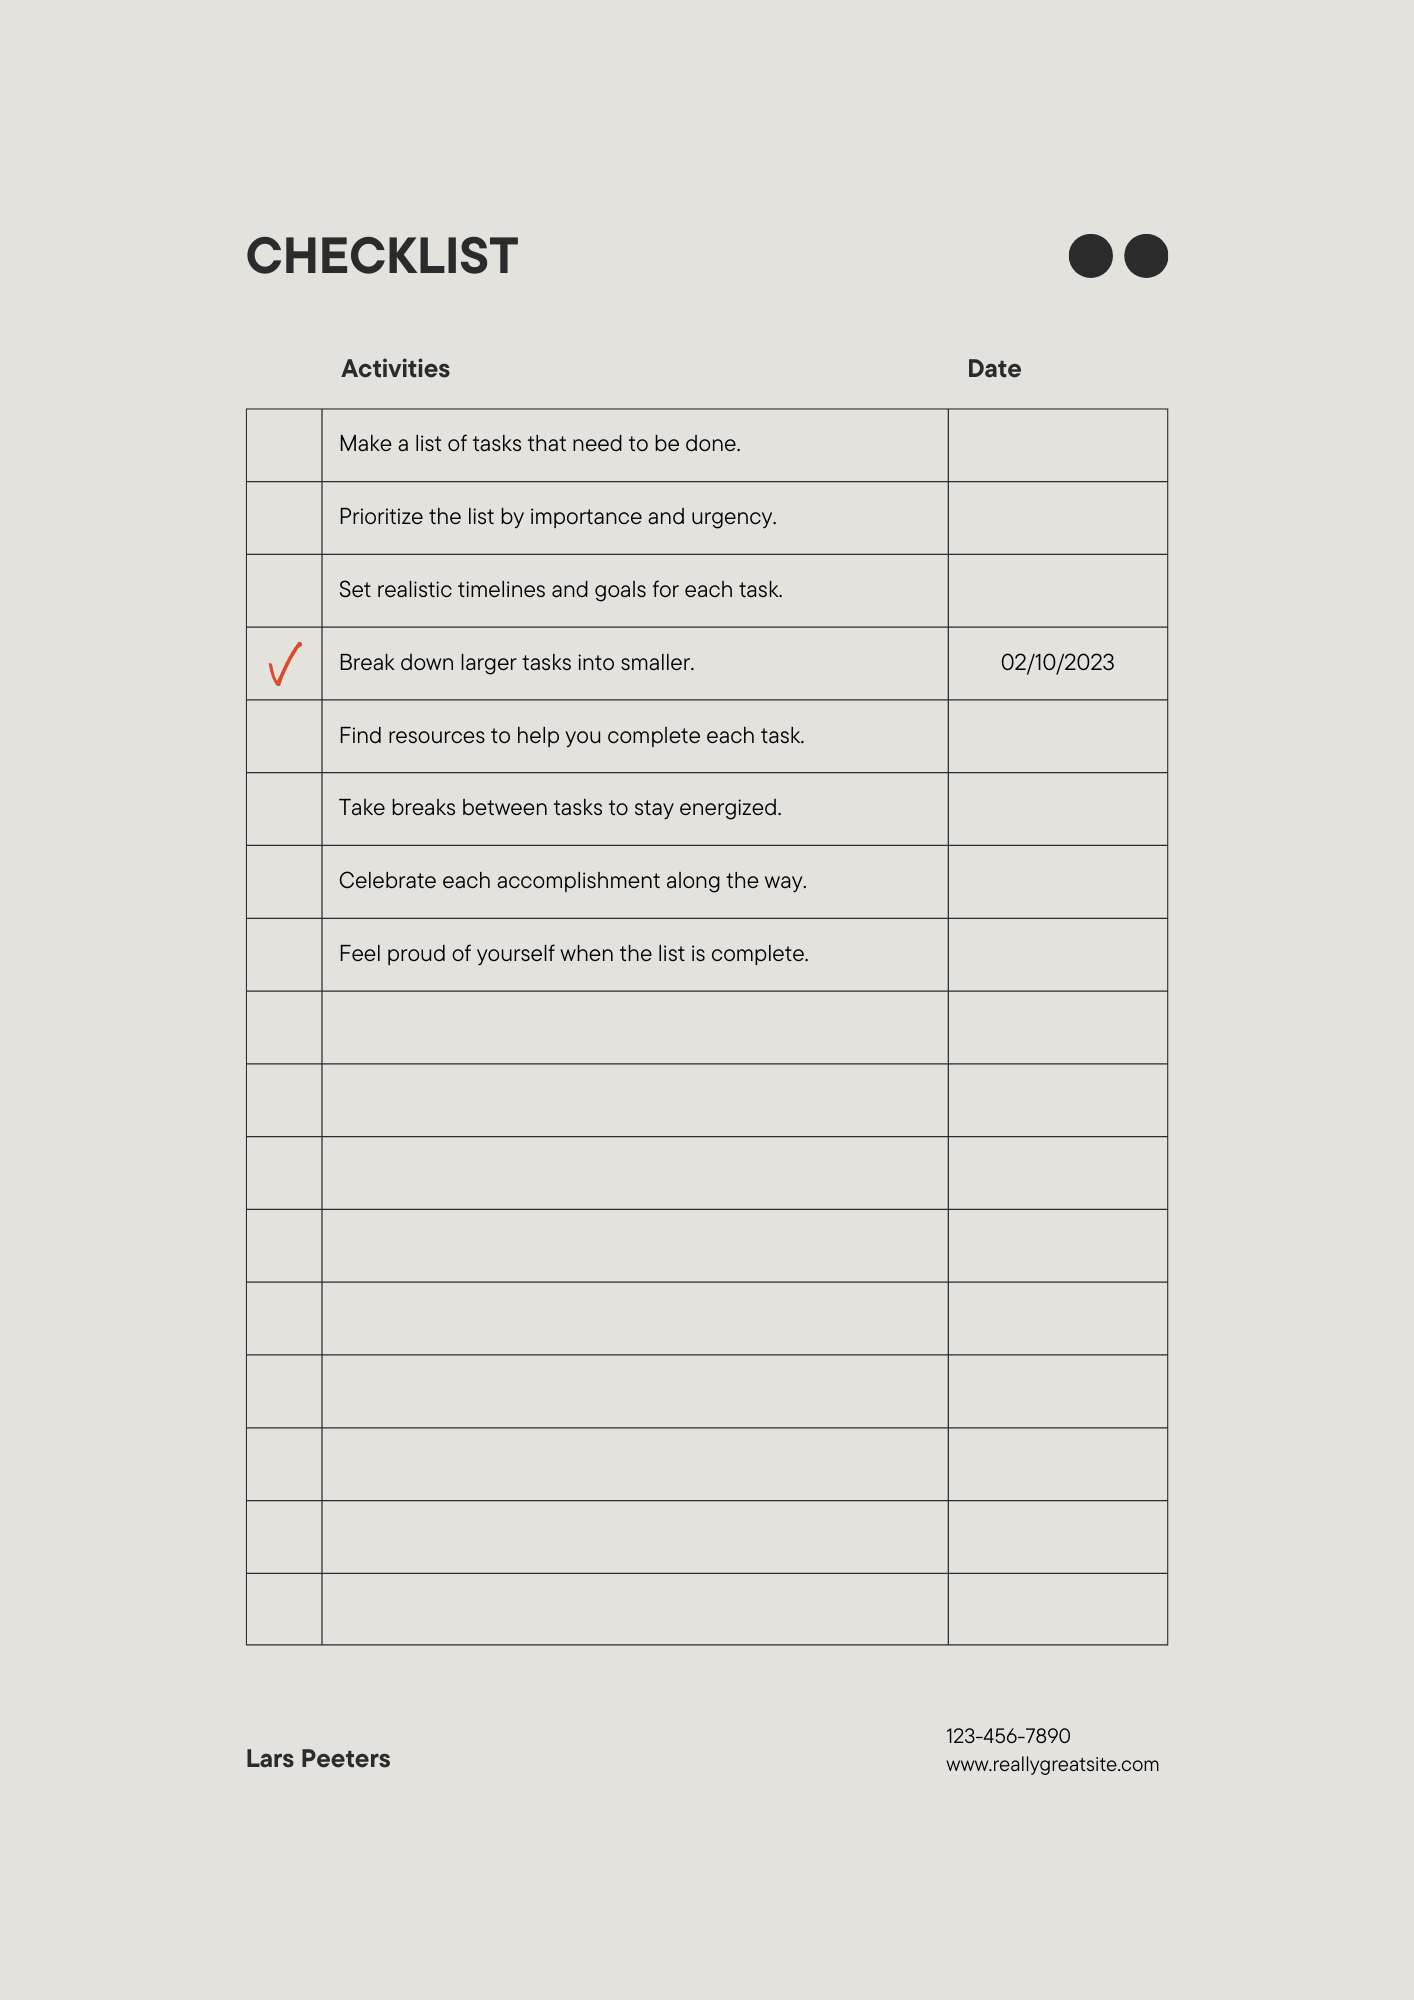 CHECKLIST
Activities Date
Make a list of tasks that need to be done.
Prioritize the list by importance and urgency.
Set realistic timelines and goals for each task.
Break down larger tasks into smaller. 02/10/2023
Find resources to help you complete each task.
Take breaks between tasks to stay energized.
Celebrate each accomplishment along the way.
Feel proud of yourself when the list is complete.
Lars Peeters
123-456-7890
www.reallygreatsite.com